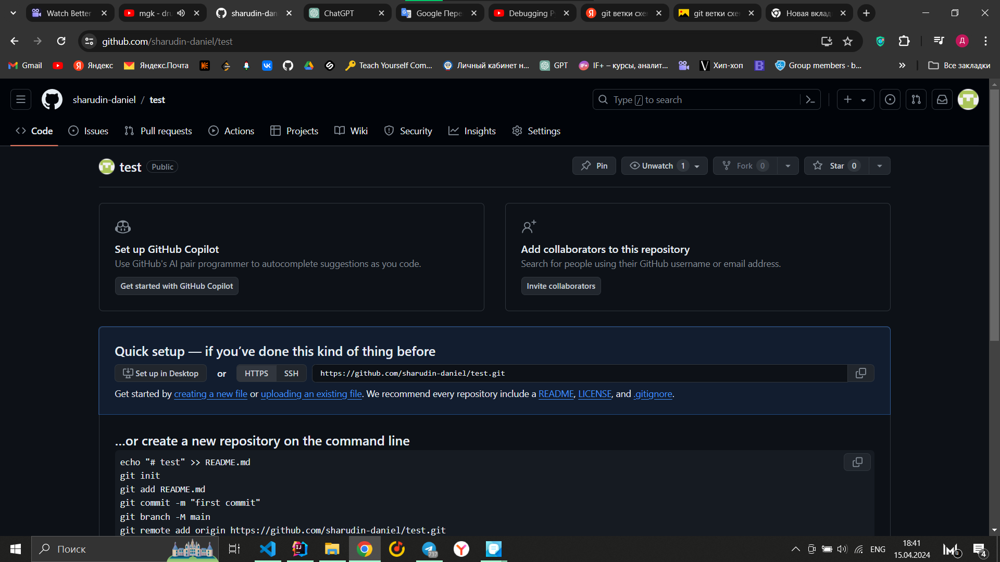 Watch Better
mgk - dru
sharudin-dan
ChatGPT
Google Пере
Debugging P
git ветки схе
git ветки схе
Новая вклад
github.com/sharudin-daniel/test
Д
Gmail
Яндекс
Яндекс.Почта
Teach Yourself Com...
Личный кабинет н...
GPT
IF+ – курсы, аналит...
Хип-хоп
Group members · b...
Все закладки
sharudin-daniel / test
Type / to search
Code
Issues
Pull requests
Actions
Projects
Wiki
Security
Insights
Settings
test
Public
Pin
Unwatch 1
Fork 0
Star 0
Set up GitHub Copilot
Use GitHub's AI pair programmer to autocomplete suggestions as you code.
Get started with GitHub Copilot
Add collaborators to this repository
Search for people using their GitHub username or email address.
Invite collaborators
Quick setup — if you’ve done this kind of thing before
Set up in Desktop or HTTPS SSH https://github.com/sharudin-daniel/test.git
Get started by creating a new file or uploading an existing file. We recommend every repository include a README, LICENSE, and .gitignore.
...or create a new repository on the command line
echo "# test" >> README.md
git init
git add README.md
git commit -m "first commit"
git branch -M main
git remote add origin https://github.com/sharudin-daniel/test.git
Поиск
737
ENG
18:41
15.04.2024
3
4